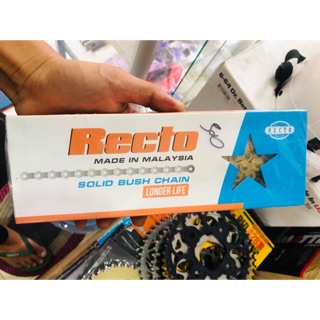 Recto
MADE IN MALAYSIA
SOLID BUSH CHAIN
LONGER LIFE
RECTO